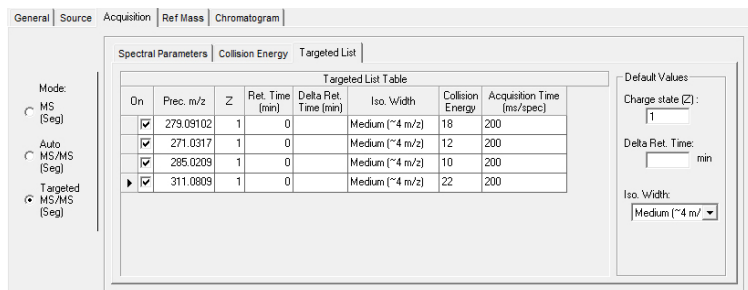 General Source Acquisition Ref Mass Chromatogram
Spectral Parameters Collision Energy Targeted List
Mode:
MS (Seg)
Auto MS/MS (Seg)
Targeted MS/MS (Seg)
Targeted List Table
On Prec. m/z Z Ret. Time (min) Delta Ret. Time (min) Iso. Width Collision Energy Acquisition Time (ms/spec)
279.09102 1 0 Medium (~4 m/z) 18 200
271.0317 1 0 Medium (~4 m/z) 12 200
285.0209 1 0 Medium (~4 m/z) 10 200
311.0809 1 0 Medium (~4 m/z) 22 200
Default Values
Charge state (Z) :
1
Delta Ret. Time:
min
Iso. Width:
Medium (~4 m/